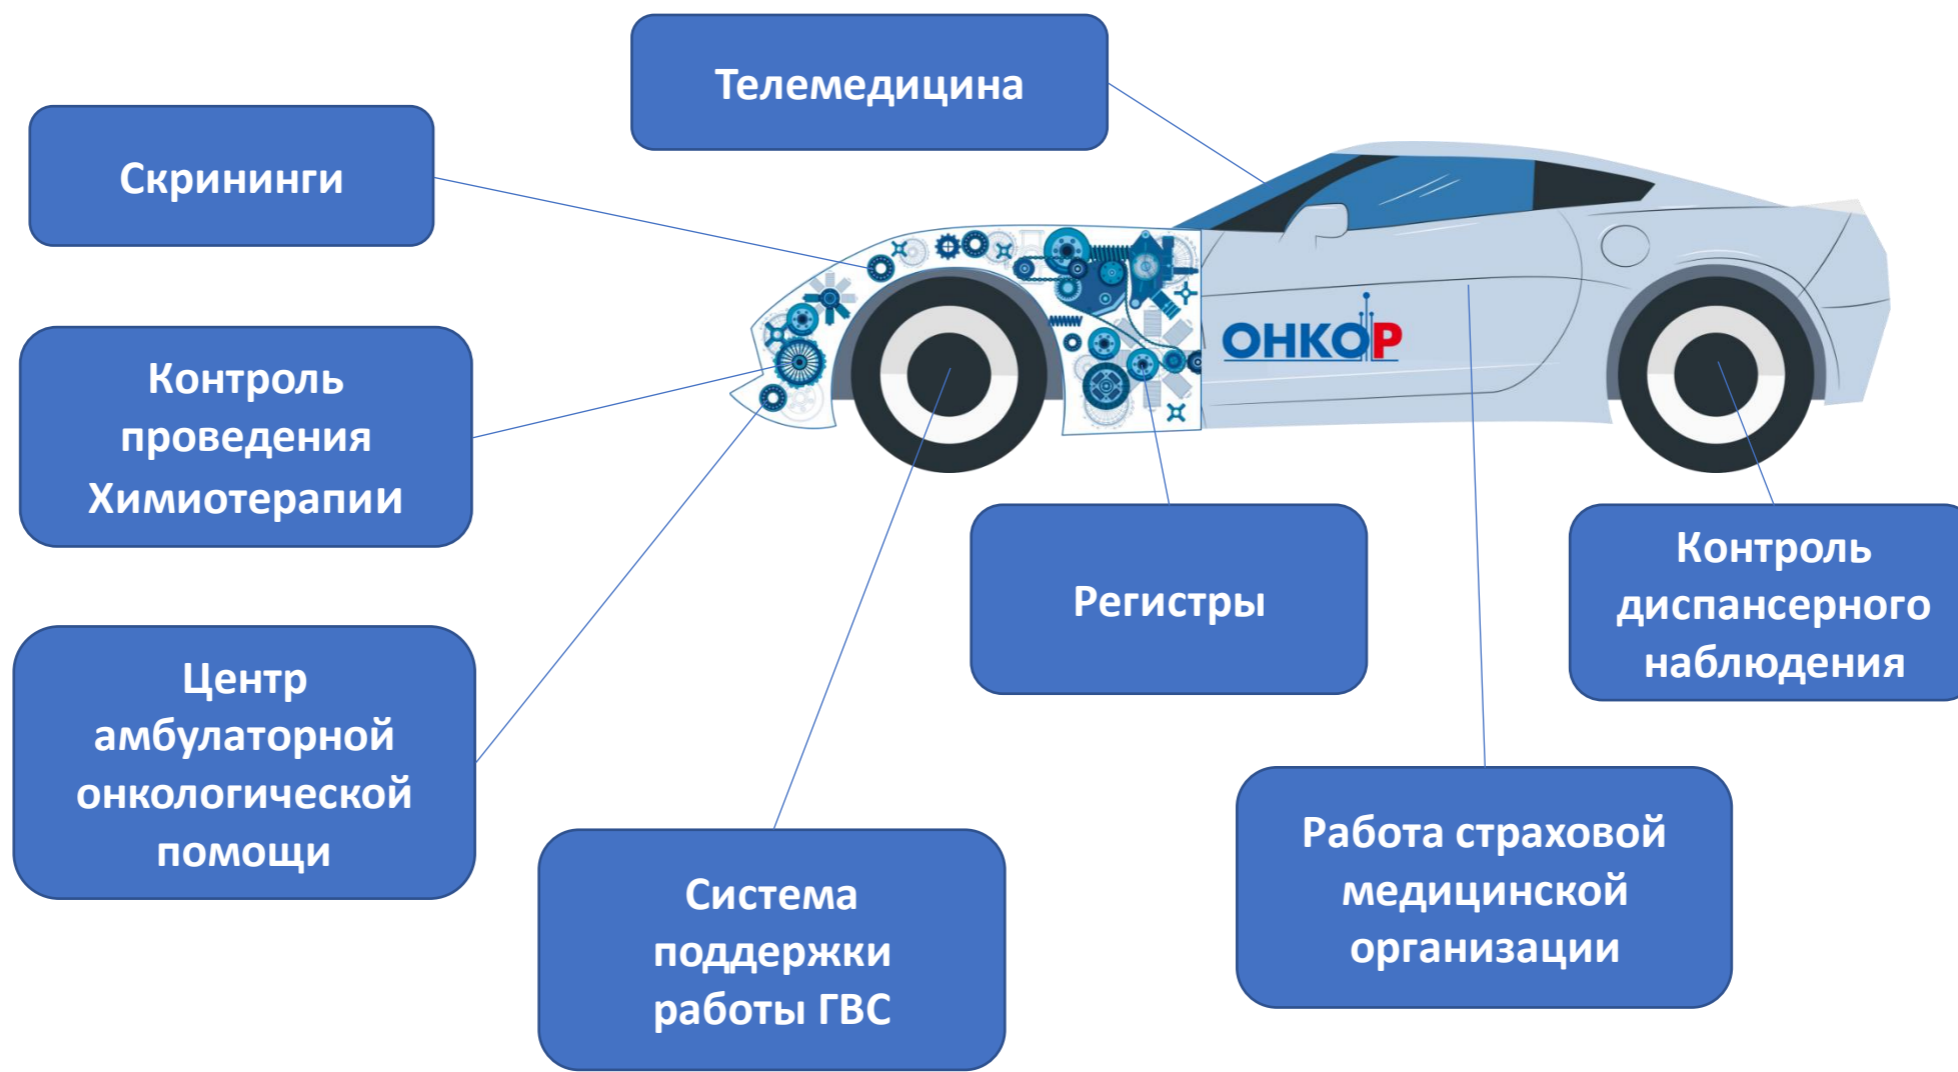 Телемедицина
Скрининги
Контроль
проведения
Химиотерапии
ОНКОР
Центр
амбулаторной
онкологической
помощи
Система
поддержки
работы ГВС
Регистры
Работа страховой
медицинской
организации
Контроль
диспансерного
наблюдения